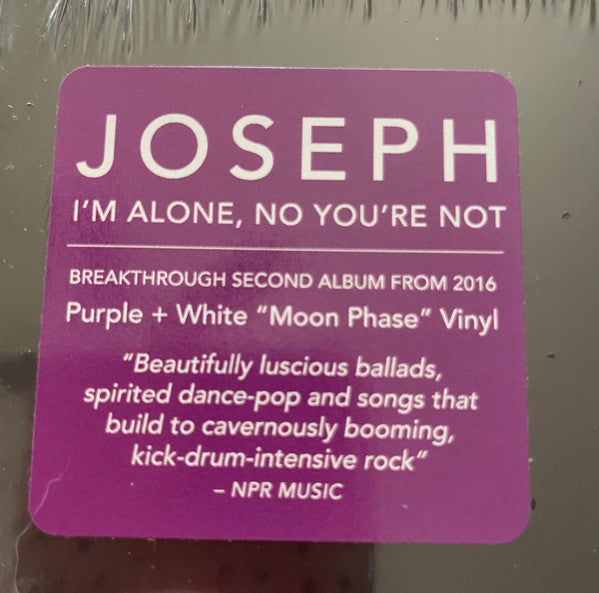 JOSEPH
I'M ALONE, NO YOU'RE NOT
BREAKTHROUGH SECOND ALBUM FROM 2016
Purple + White "Moon Phase" Vinyl
"Beautifully luscious ballads,
spirited dance-pop and songs that
build to cavernously booming,
kick-drum-intensive rock"
– NPR MUSIC